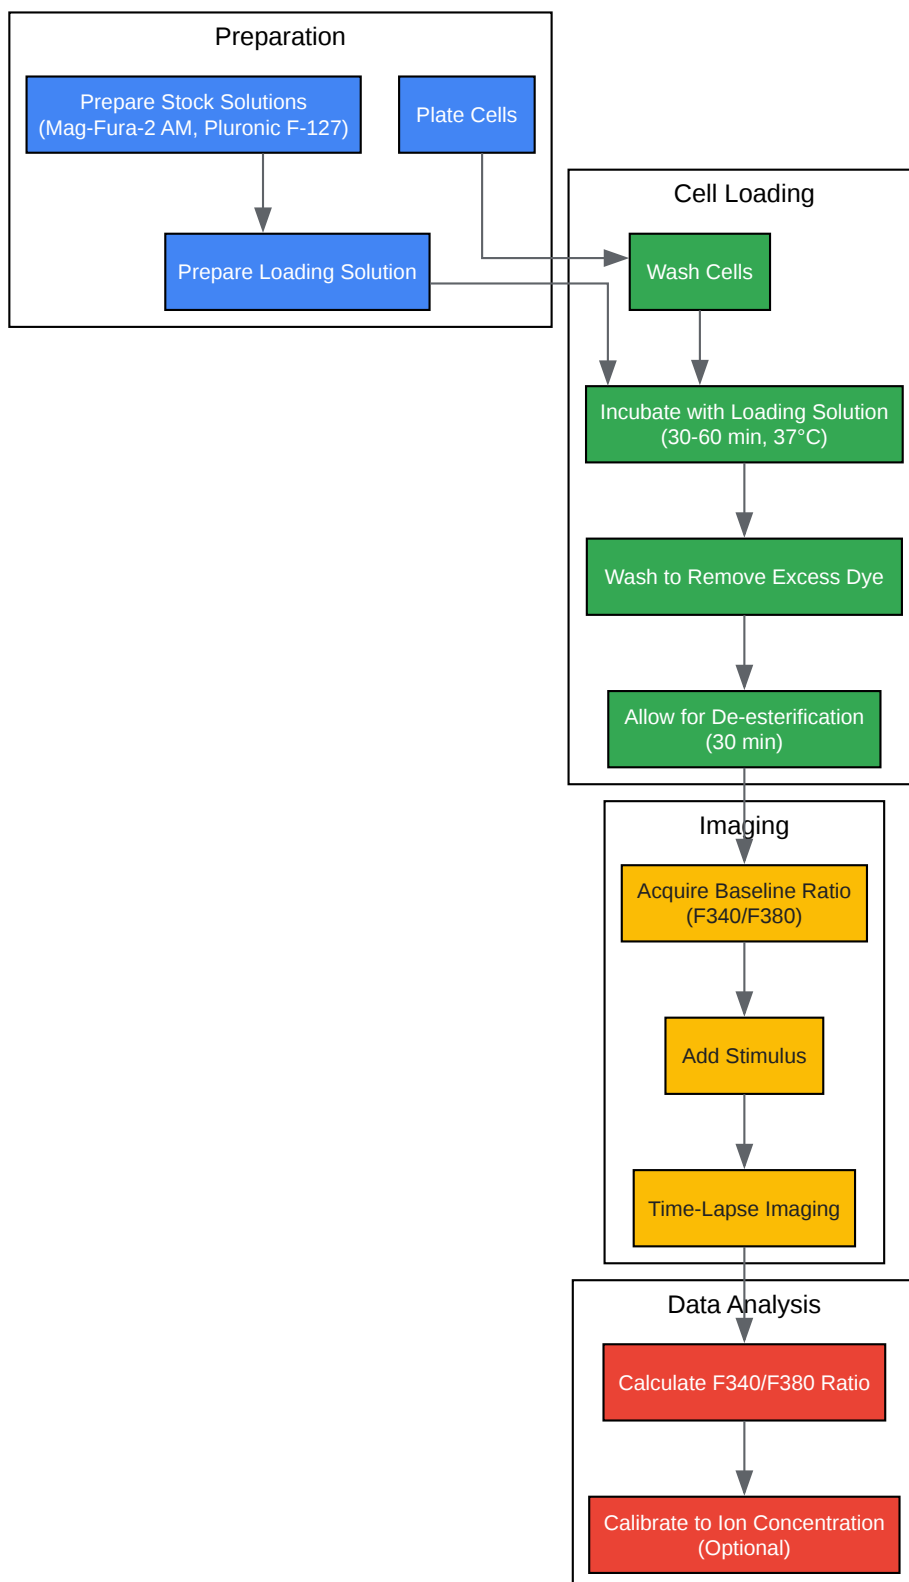 Preparation
Prepare Stock Solutions
(Mag-Fura-2 AM, Pluronic F-127)
Plate Cells
Prepare Loading Solution
Cell Loading
Wash Cells
Incubate with Loading Solution
(30-60 min, 37°C)
Wash to Remove Excess Dye
Allow for De-esterification
(30 min)
Imaging
Acquire Baseline Ratio
(F340/F380)
Add Stimulus
Time-Lapse Imaging
Data Analysis
Calculate F340/F380 Ratio
Calibrate to Ion Concentration
(Optional)